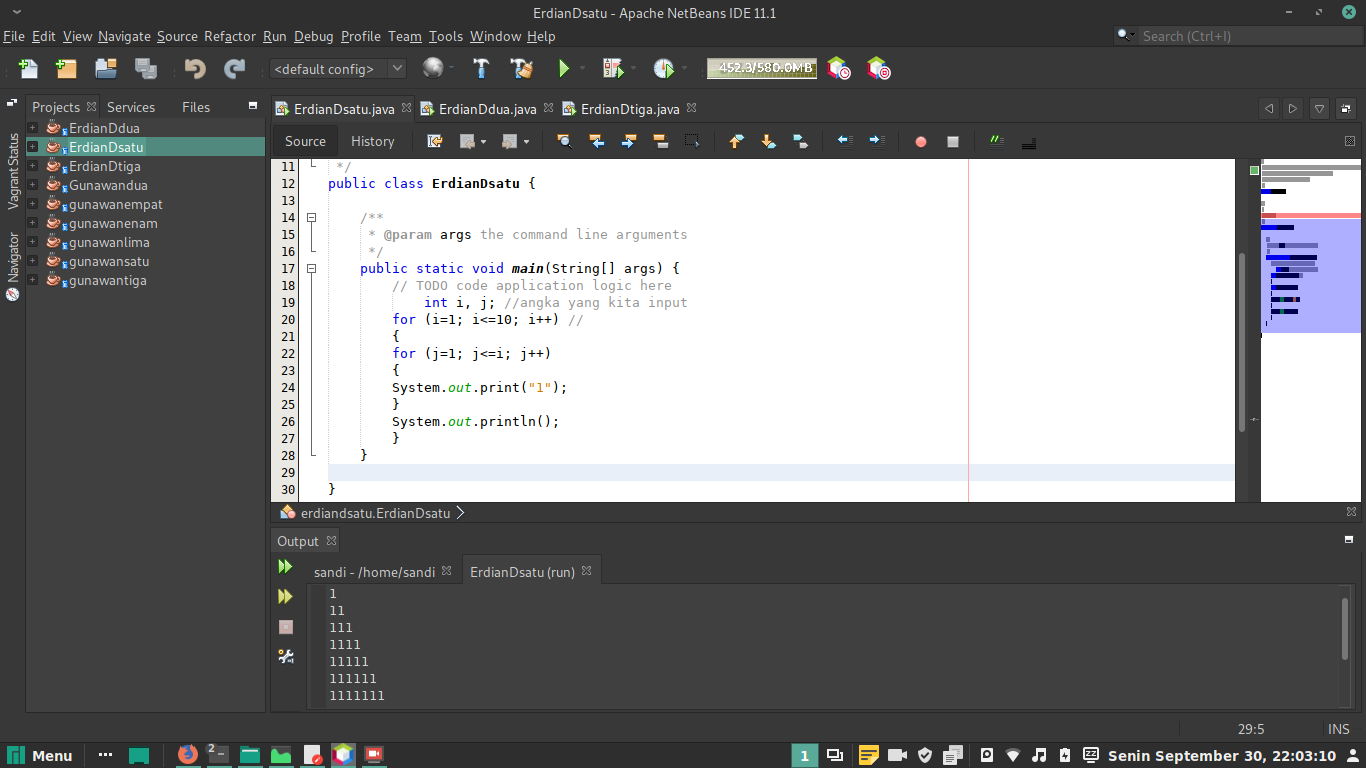 ErdianDsatu - Apache NetBeans IDE 11.1
File Edit View Navigate Source Refactor Run Debug Profile Team Tools Window Help
Search (Ctrl+I)
<default config>
452.3/580.0MB
Projects Services Files
ErdianDdua
ErdianDsatu
ErdianDtiga
Gunawandua
gunawanempat
gunawanenam
gunawanlima
gunawansatu
gunawantiga
Vagrant Status
Navigator
ErdianDsatu.java ErdianDdua.java ErdianDtiga.java
Source History
11 */
12 public class ErdianDsatu {
13
14 /**
15 * @param args the command line arguments
16 */
17 public static void main(String[] args) {
18 // TODO code application logic here
19 int i, j; //angka yang kita input
20 for (i=1; i<=10; i++) //
21 {
22 for (j=1; j<=i; j++)
23 {
24 System.out.print("1");
25 }
26 System.out.println();
27 }
28 }
29
30 }
erdiandsatu.ErdianDsatu
Output
sandi - /home/sandi ErdianDsatu (run)
1
11
111
1111
11111
111111
1111111
29:5 INS
Menu 2 1 Senin September 30, 22:03:10